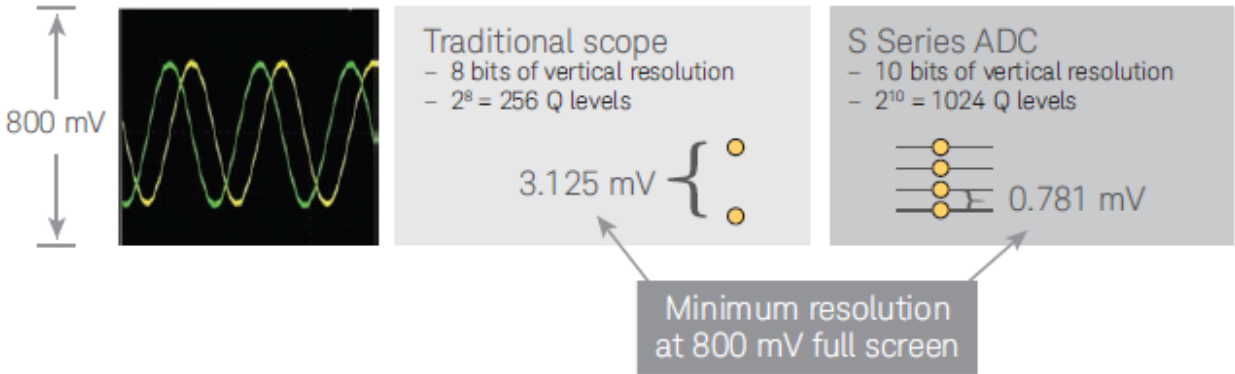 800 mV
Traditional scope
– 8 bits of vertical resolution
– 2⁸ = 256 Q levels
3.125 mV
S Series ADC
– 10 bits of vertical resolution
– 2¹⁰ = 1024 Q levels
0.781 mV
Minimum resolution
at 800 mV full screen